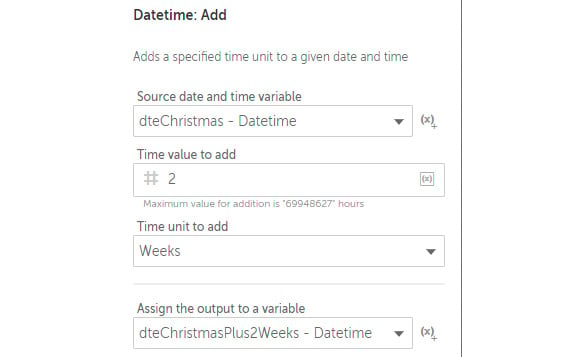 Datetime: Add
Adds a specified time unit to a given date and time
Source date and time variable
dteChristmas - Datetime (x)+
Time value to add
# 2 (x)
Maximum value for addition is "69948627" hours
Time unit to add
Weeks
Assign the output to a variable
dteChristmasPlus2Weeks - Datetime (x)+